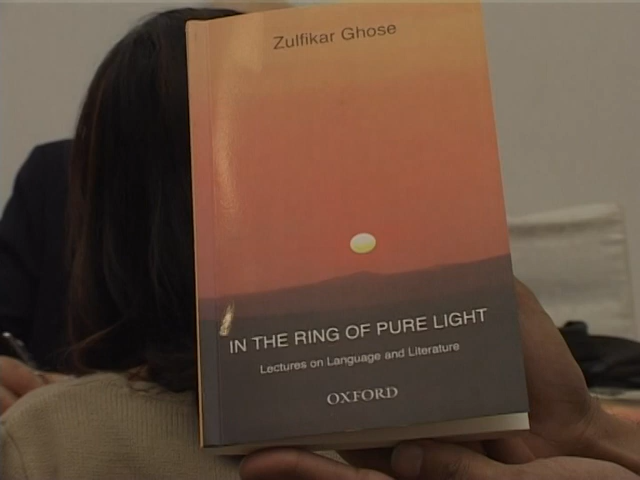 Zulfikar Ghose
IN THE RING OF PURE LIGHT
Lectures on Language and Literature
OXFORD